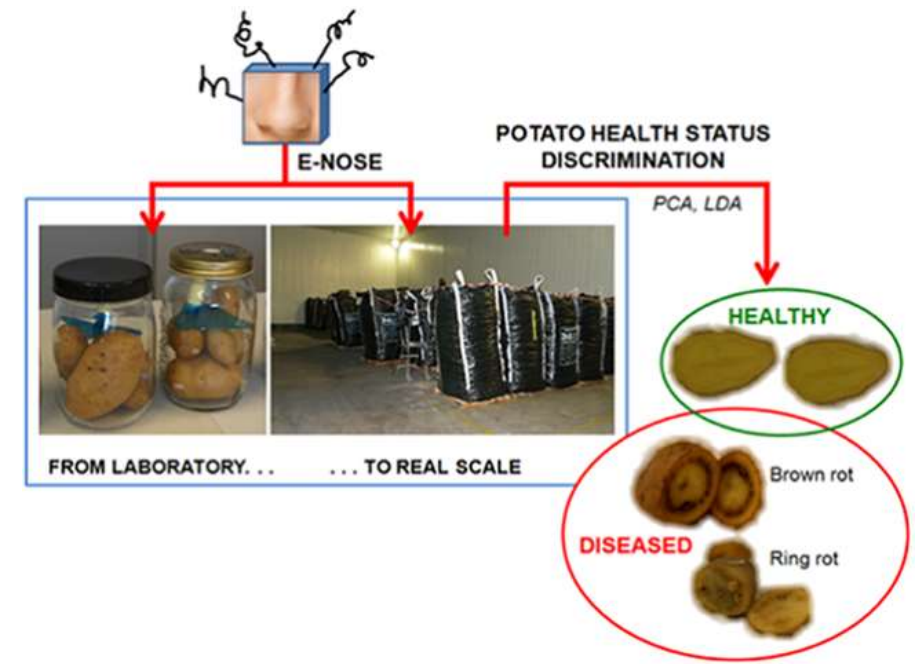 E-NOSE
POTATO HEALTH STATUS
DISCRIMINATION
PCA, LDA
FROM LABORATORY. . .
. . . TO REAL SCALE
HEALTHY
Brown rot
DISEASED
Ring rot